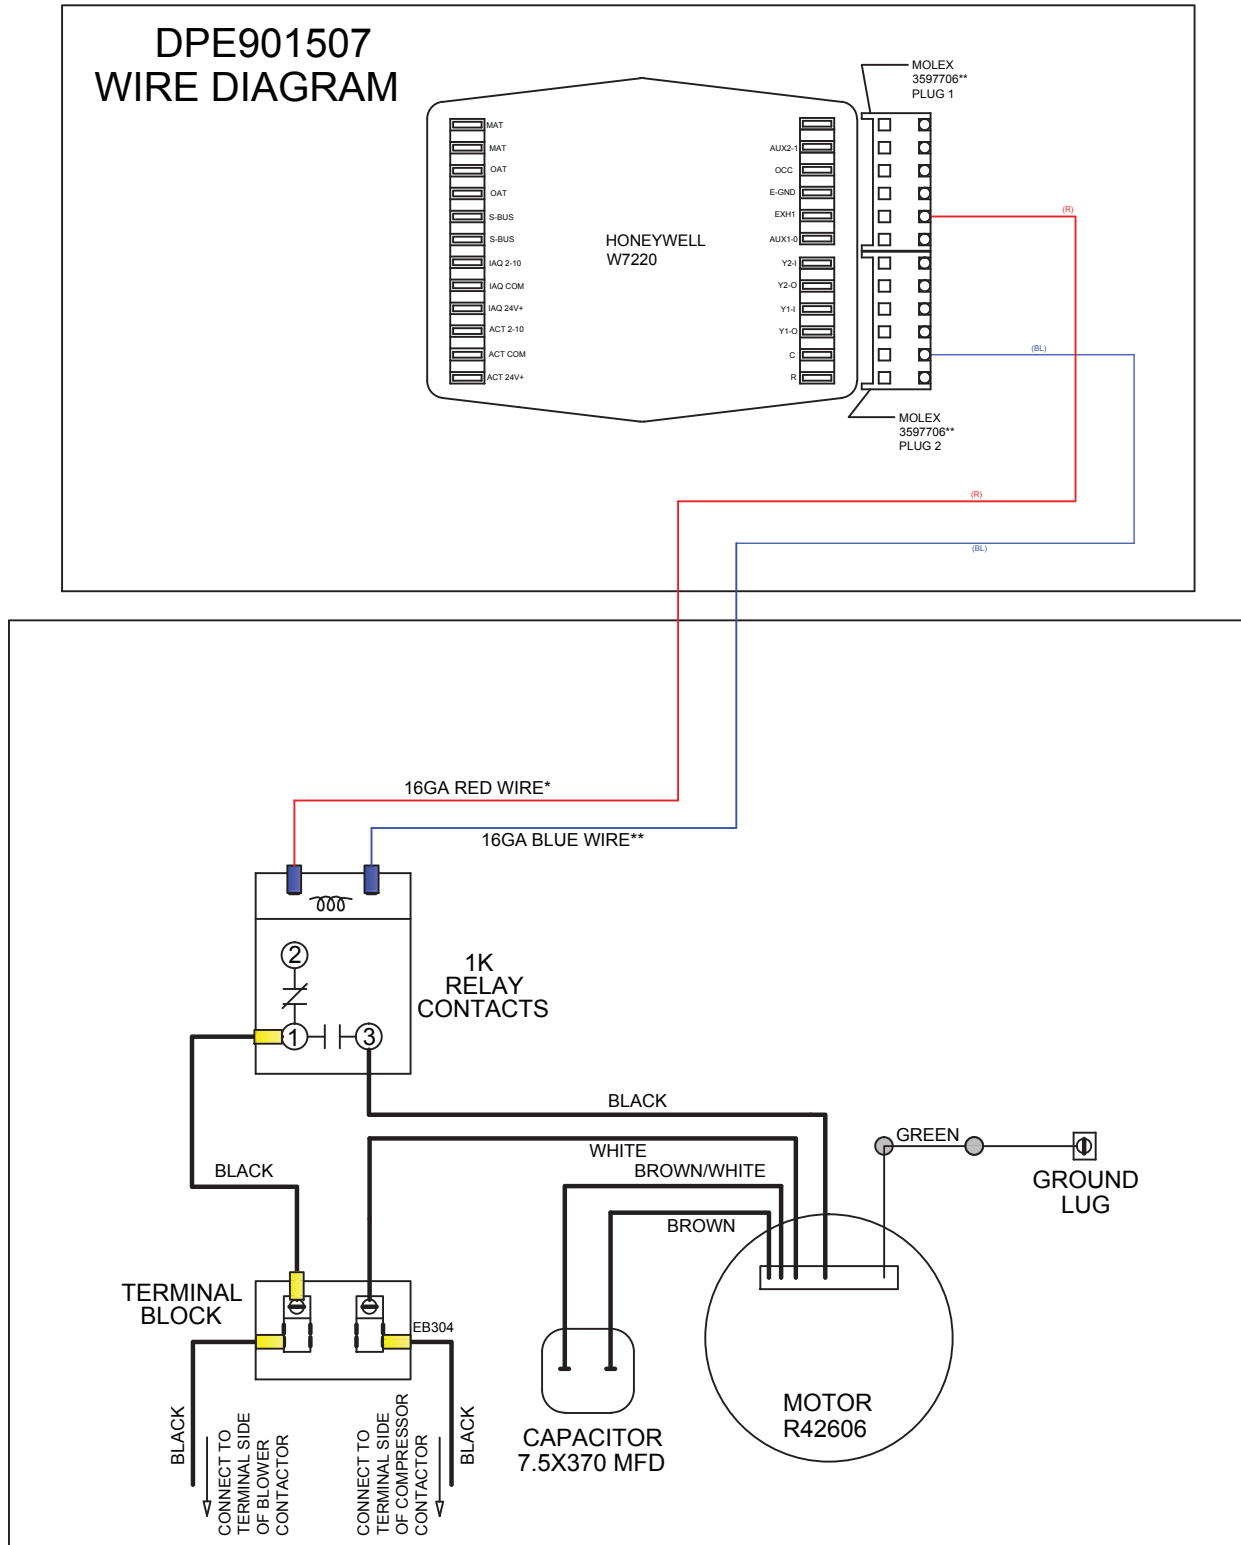 DPE901507
WIRE DIAGRAM
MOLEX
3597706**
PLUG 1
MAT
MAT
OAT
OAT
S-BUS
S-BUS
IAQ 2-10
IAQ COM
IAQ 24V+
ACT 2-10
ACT COM
ACT 24V+
HONEYWELL
W7220
AUX2-1
OCC
E-GND
EXH1
AUX1-0
Y2-I
Y2-O
Y1-I
Y1-O
C
R
(R)
(BL)
MOLEX
3597706**
PLUG 2
(R)
(BL)
16GA RED WIRE*
16GA BLUE WIRE**
2
1
3
1K
RELAY
CONTACTS
BLACK
WHITE
BROWN/WHITE
BROWN
GREEN
GROUND
LUG
BLACK
TERMINAL
BLOCK
EB304
BLACK
CONNECT TO
TERMINAL SIDE
OF BLOWER
CONTACTOR
CONNECT TO
TERMINAL SIDE
OF COMPRESSOR
CONTACTOR
BLACK
CAPACITOR
7.5X370 MFD
MOTOR
R42606